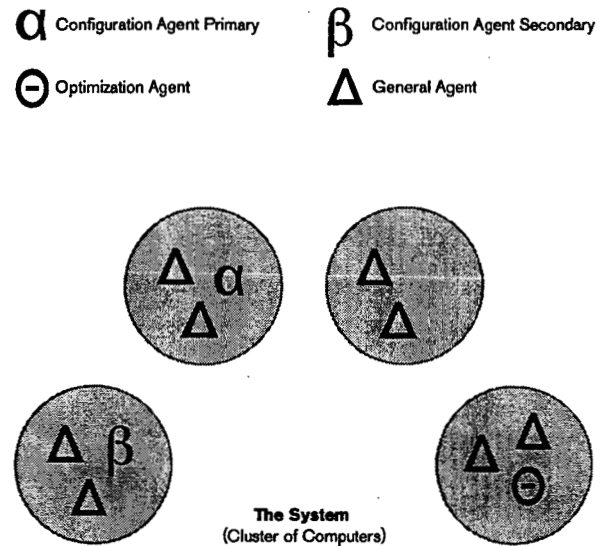 α Configuration Agent Primary β Configuration Agent Secondary
Θ Optimization Agent Δ General Agent
Δ α Δ
Δ Δ
Δ β Δ Δ
Δ Θ
The System
(Cluster of Computers)